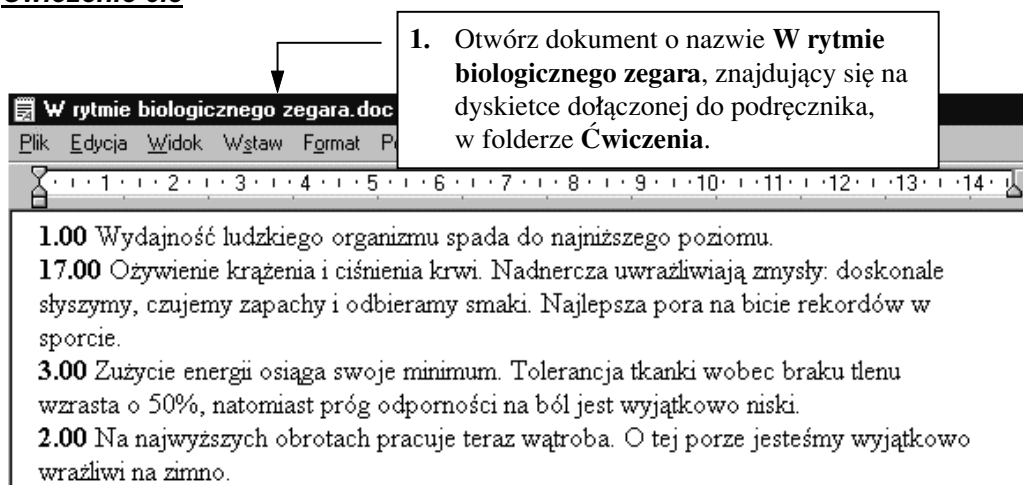 1. Otwórz dokument o nazwie W rytmie
biologicznego zegara, znajdujący się na
dyskietce dołączonej do podręcznika,
w folderze Ćwiczenia.
W rytmie biologicznego zegara.doc
Plik Edycja Widok Wstaw Format
1 2 3 4 5 6 7 8 9 10 11 12 13 14
1.00 Wydajność ludzkiego organizmu spada do najniższego poziomu.
17.00 Ożywienie krążenia i ciśnienia krwi. Nadnercza uwrażliwiają zmysły: doskonale
słyszymy, czujemy zapachy i odbieramy smaki. Najlepsza pora na bicie rekordów w
sporcie.
3.00 Zużycie energii osiąga swoje minimum. Tolerancja tkanki wobec braku tlenu
wzrasta o 50%, natomiast próg odporności na ból jest wyjątkowo niski.
2.00 Na najwyższych obrotach pracuje teraz wątroba. O tej porze jesteśmy wyjątkowo
wrażliwi na zimno.